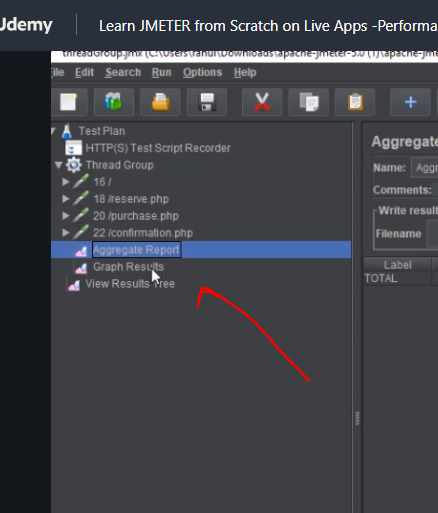 Udemy
Learn JMETER from Scratch on Live Apps -Performa
threadGroup.jmx (C:\Users\rahul\Downloads\apache-jmeter-5.0 (1)\apache-jme
File Edit Search Run Options Help
Test Plan
HTTP(S) Test Script Recorder
Thread Group
16 /
18 /reserve.php
20 /purchase.php
22 /confirmation.php
Aggregate Report
Graph Results
View Results Tree
Aggregate
Name: Aggr
Comments:
Write result
Filename
Label
TOTAL